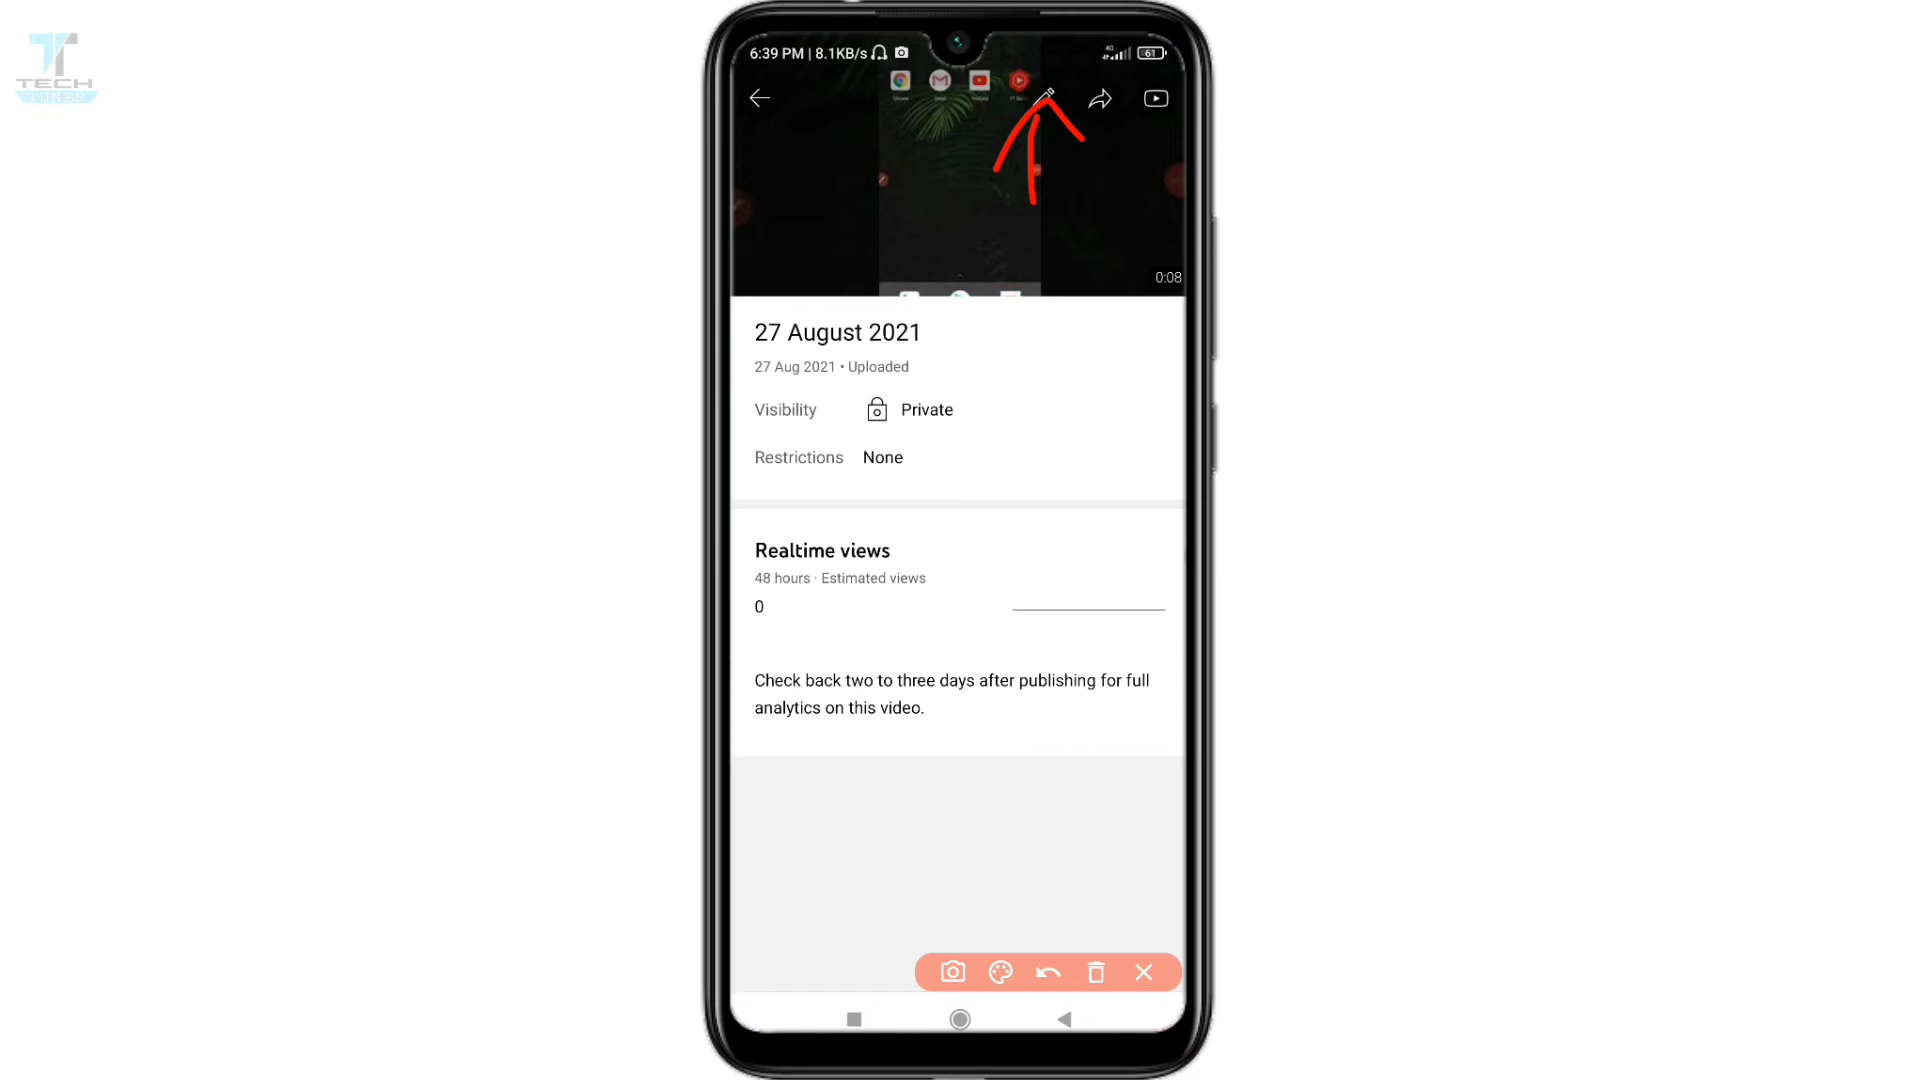 TECH
6:39 PM | 8.1KB/s
4G
61
0:08
27 August 2021
27 Aug 2021 • Uploaded
Visibility Private
Restrictions None
Realtime views
48 hours · Estimated views
0
Check back two to three days after publishing for full
analytics on this video.